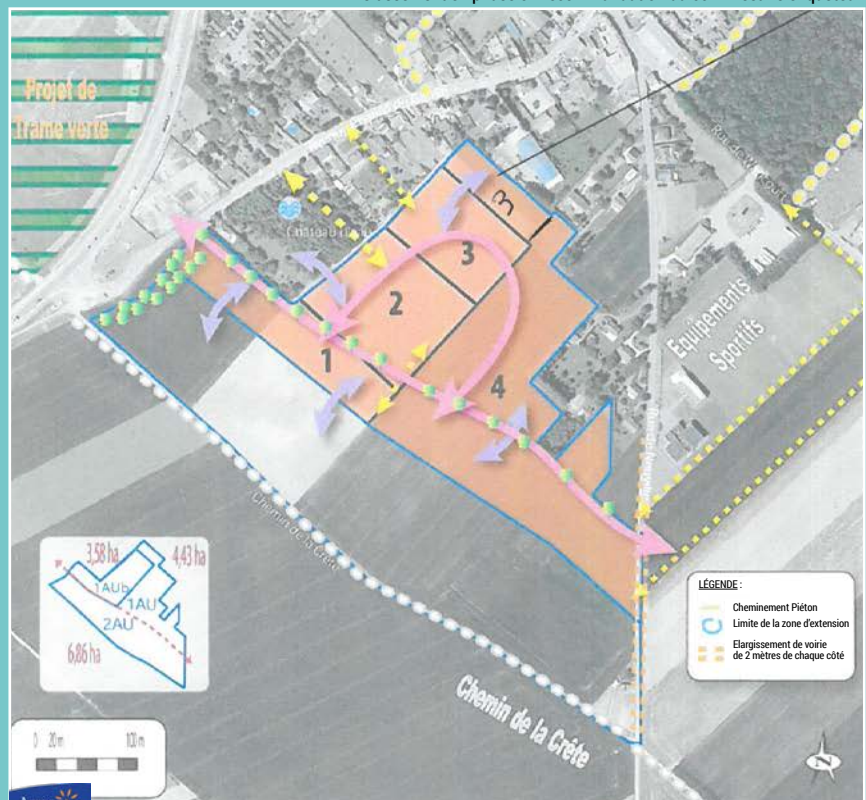 Projet de
Trame verte
Château d'Eau
3
3
2
1
4
Equipements
Sportifs
Chemin de la Crête
Chemin de la Crête
3,58 ha
4,43 ha
1AUb
1AU
2AU
6,86 ha
LÉGENDE :
Cheminement Piéton
Limite de la zone d'extension
Elargissement de voirie
de 2 mètres de chaque côté
0 20m 100m
N